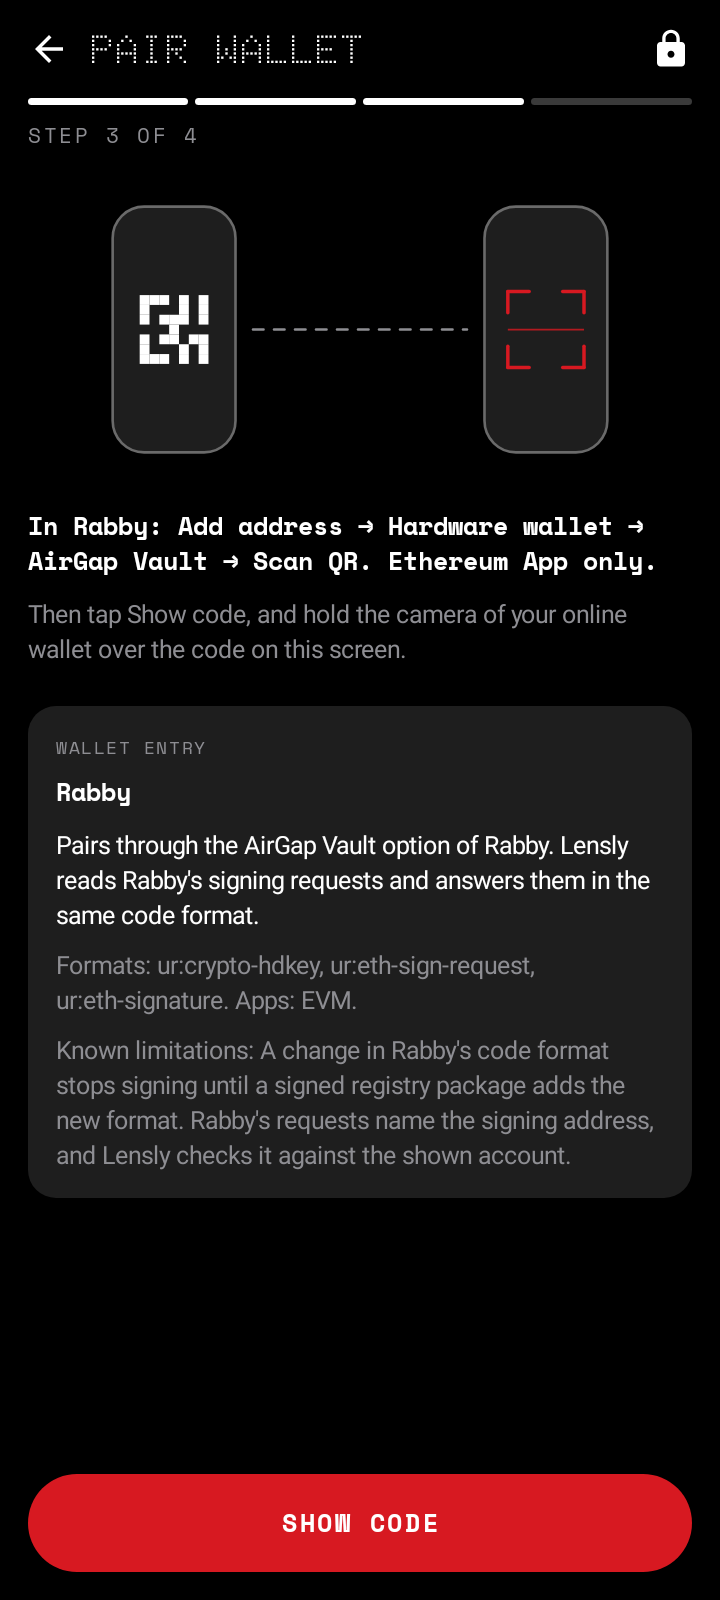 PAIR WALLET
STEP 3 OF 4
In Rabby: Add address → Hardware wallet →
AirGap Vault → Scan QR. Ethereum App only.
Then tap Show code, and hold the camera of your online
wallet over the code on this screen.
WALLET ENTRY
Rabby
Pairs through the AirGap Vault option of Rabby. Lensly
reads Rabby's signing requests and answers them in the
same code format.
Formats: ur:crypto-hdkey, ur:eth-sign-request,
ur:eth-signature. Apps: EVM.
Known limitations: A change in Rabby's code format
stops signing until a signed registry package adds the
new format. Rabby's requests name the signing address,
and Lensly checks it against the shown account.
SHOW CODE